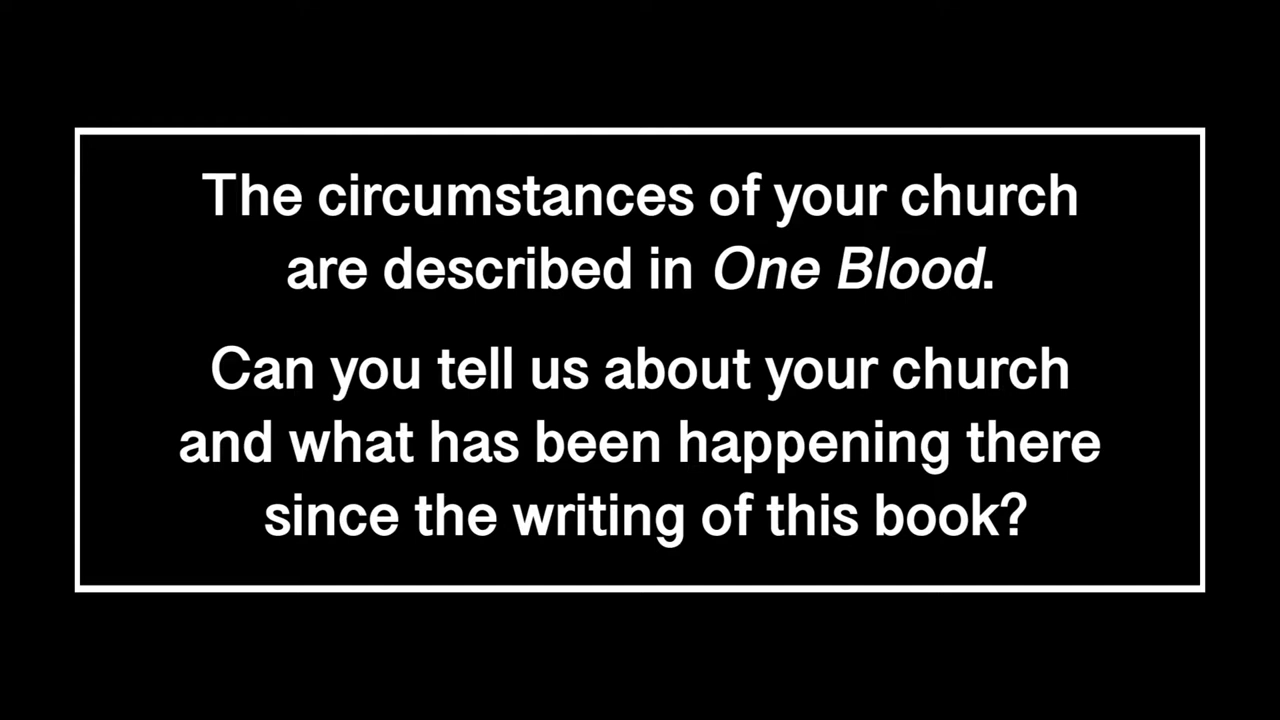 The circumstances of your church
are described in One Blood.
Can you tell us about your church
and what has been happening there
since the writing of this book?